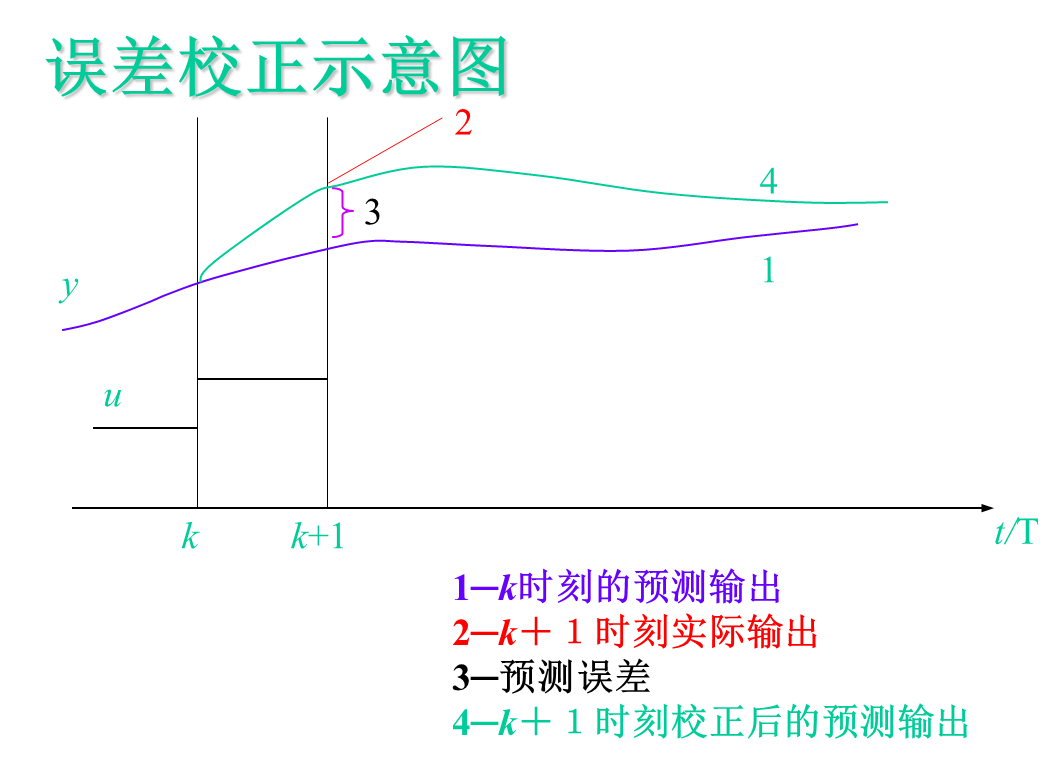 误差校正示意图
2
4
3
1
y
u
k
k+1
t/T
1─k时刻的预测输出
2─k＋１时刻实际输出
3─预测误差
4─k＋１时刻校正后的预测输出